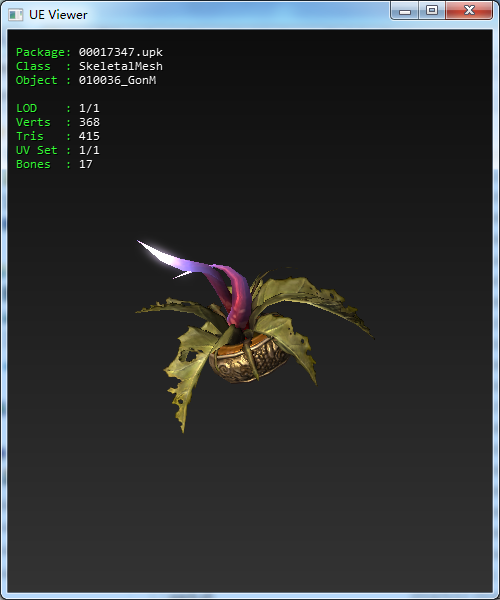 UE Viewer
Package: 00017347.upk
Class : SkeletalMesh
Object : 010036_GonM
LOD : 1/1
Verts : 368
Tris : 415
UV Set : 1/1
Bones : 17